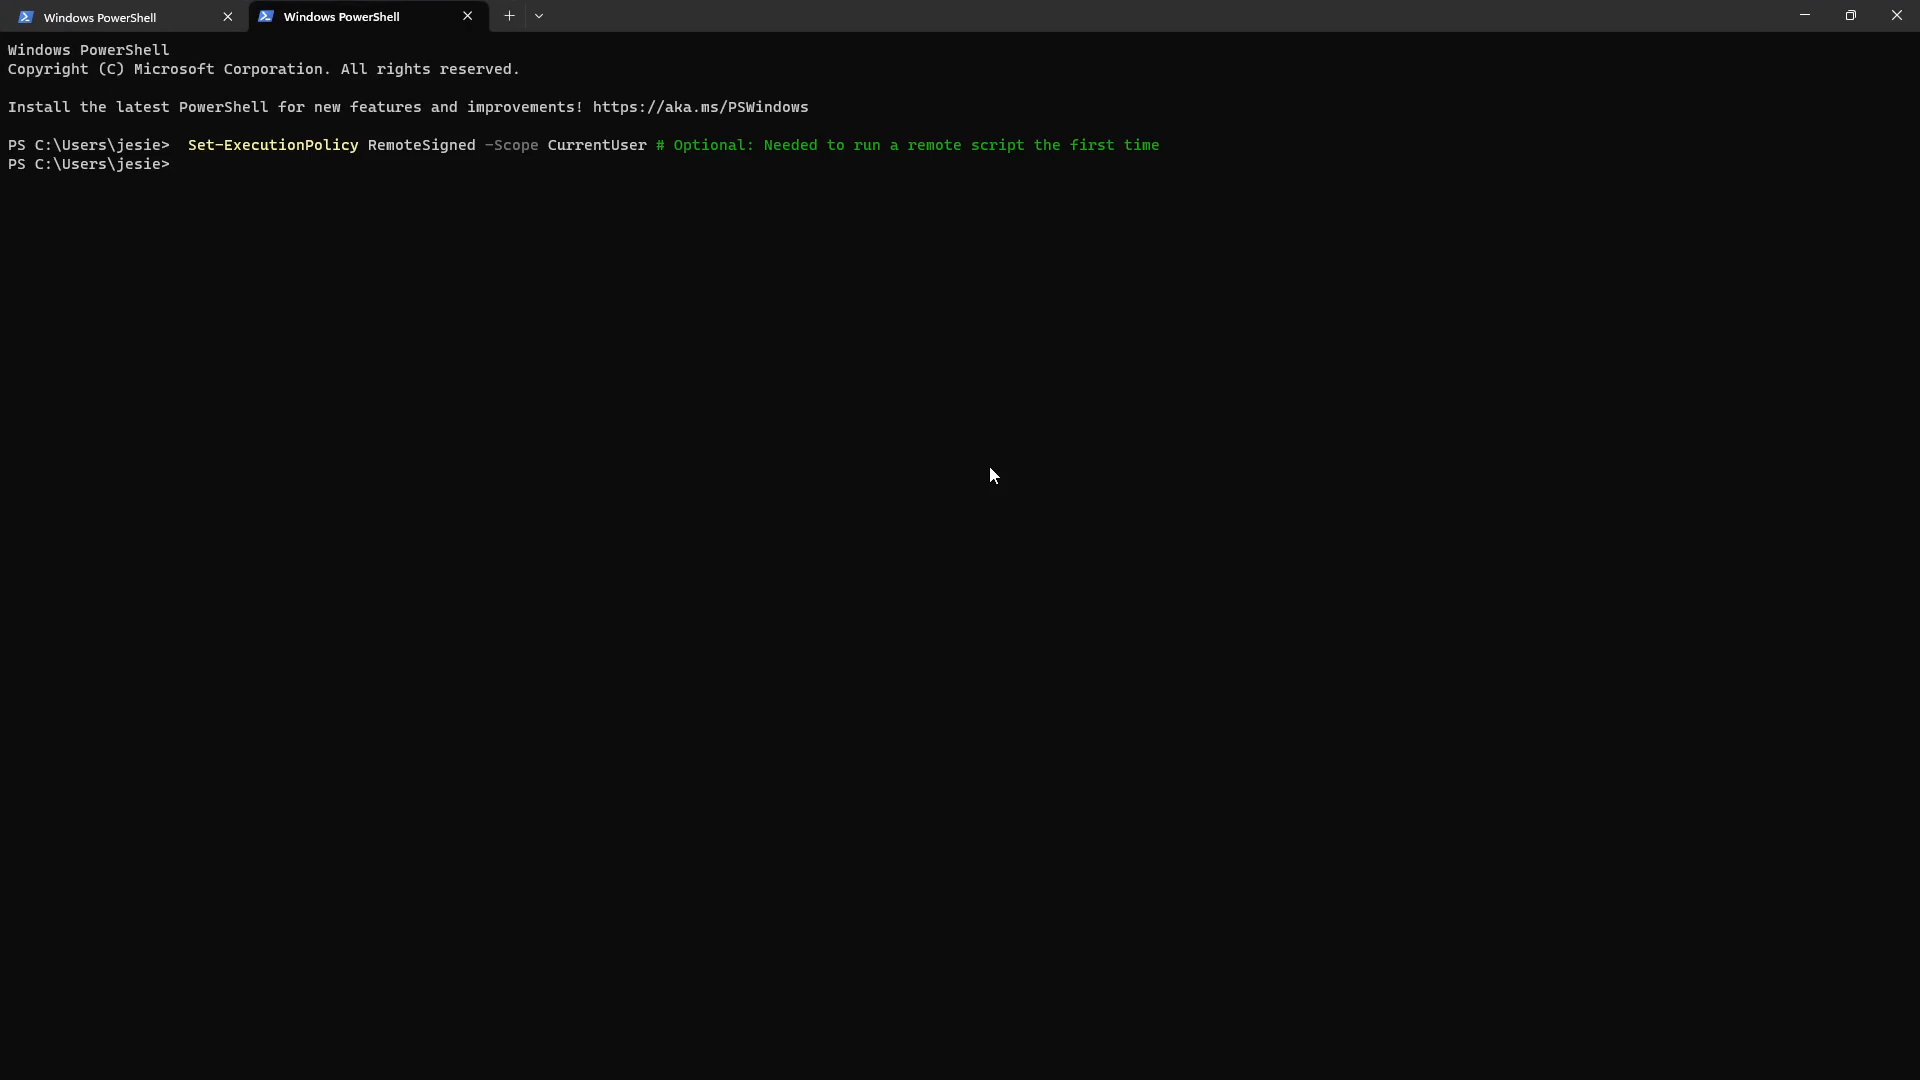 Windows PowerShell
Windows PowerShell
Windows PowerShell
Copyright (C) Microsoft Corporation. All rights reserved.
Install the latest PowerShell for new features and improvements! https://aka.ms/PSWindows
PS C:\Users\jesie>  Set-ExecutionPolicy RemoteSigned -Scope CurrentUser # Optional: Needed to run a remote script the first time
PS C:\Users\jesie>